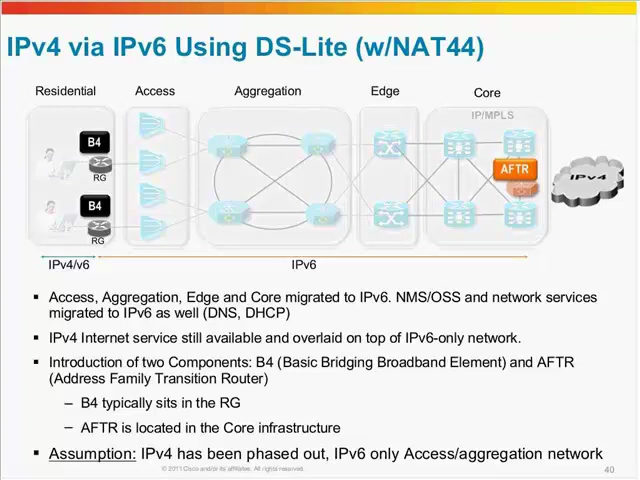 IPv4 via IPv6 Using DS-Lite (w/NAT44)
Residential Access Aggregation Edge Core
IP/MPLS
B4
RG
AFTR
IPv4
B4
RG
IPv4/v6 IPv6
▪ Access, Aggregation, Edge and Core migrated to IPv6. NMS/OSS and network services
migrated to IPv6 as well (DNS, DHCP)
▪ IPv4 Internet service still available and overlaid on top of IPv6-only network.
▪ Introduction of two Components: B4 (Basic Bridging Broadband Element) and AFTR
(Address Family Transition Router)
– B4 typically sits in the RG
– AFTR is located in the Core infrastructure
▪ Assumption: IPv4 has been phased out, IPv6 only Access/aggregation network
© 2011 Cisco and/or its affiliates. All rights reserved. 40